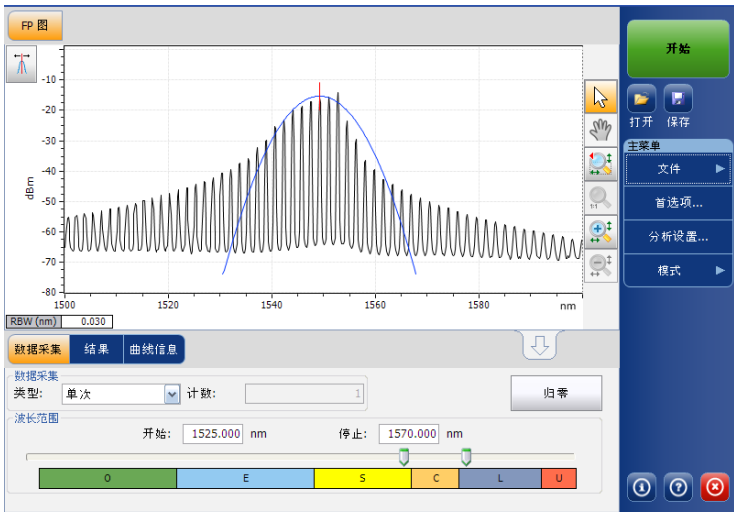 FP 图
-10
-20
-30
-40
-50
-60
-70
-80
dBm
1500 1520 1540 1560 1580 nm
RBW (nm) 0.030
1:1
开始
打开 保存
主菜单
文件
首选项...
分析设置...
模式
数据采集 结果 曲线信息
数据采集
类型: 单次 计数: 1
归零
波长范围
开始: 1525.000 nm 停止: 1570.000 nm
O E S C L U